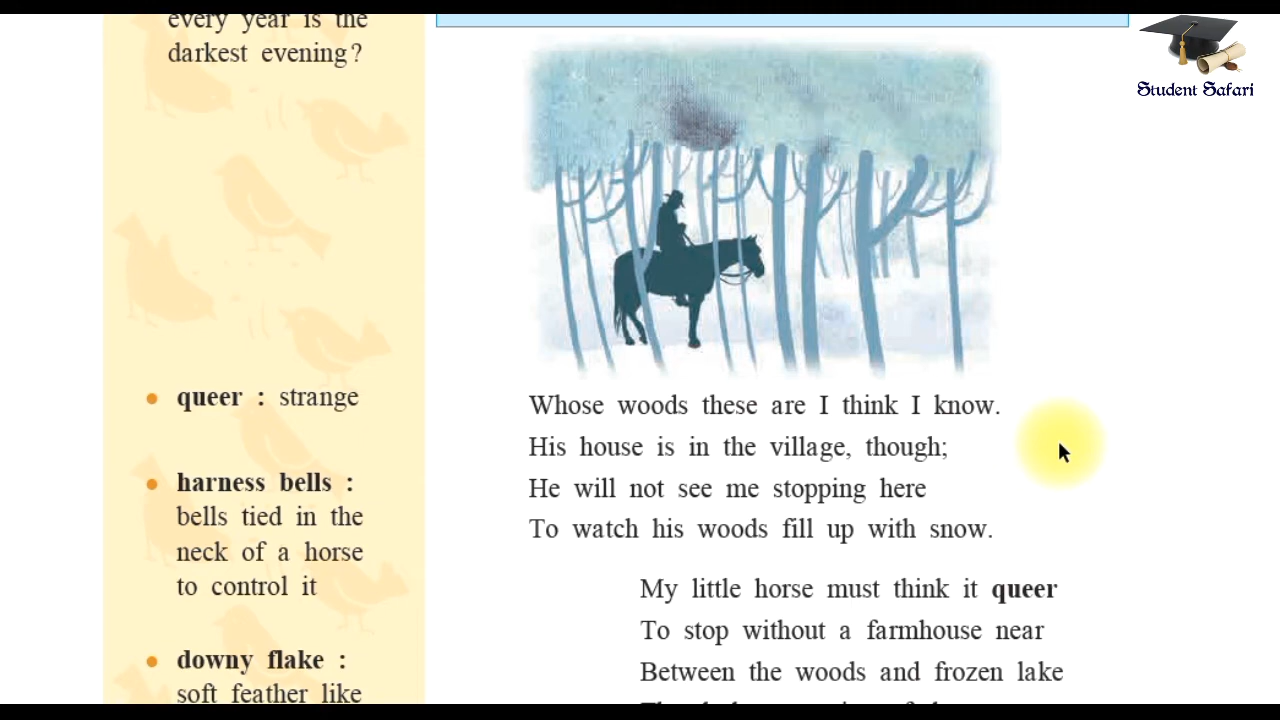 every year is the
darkest evening?
queer : strange
harness bells :
bells tied in the
neck of a horse
to control it
downy flake :
soft feather like
Student Safari
Whose woods these are I think I know.
His house is in the village, though;
He will not see me stopping here
To watch his woods fill up with snow.
My little horse must think it queer
To stop without a farmhouse near
Between the woods and frozen lake